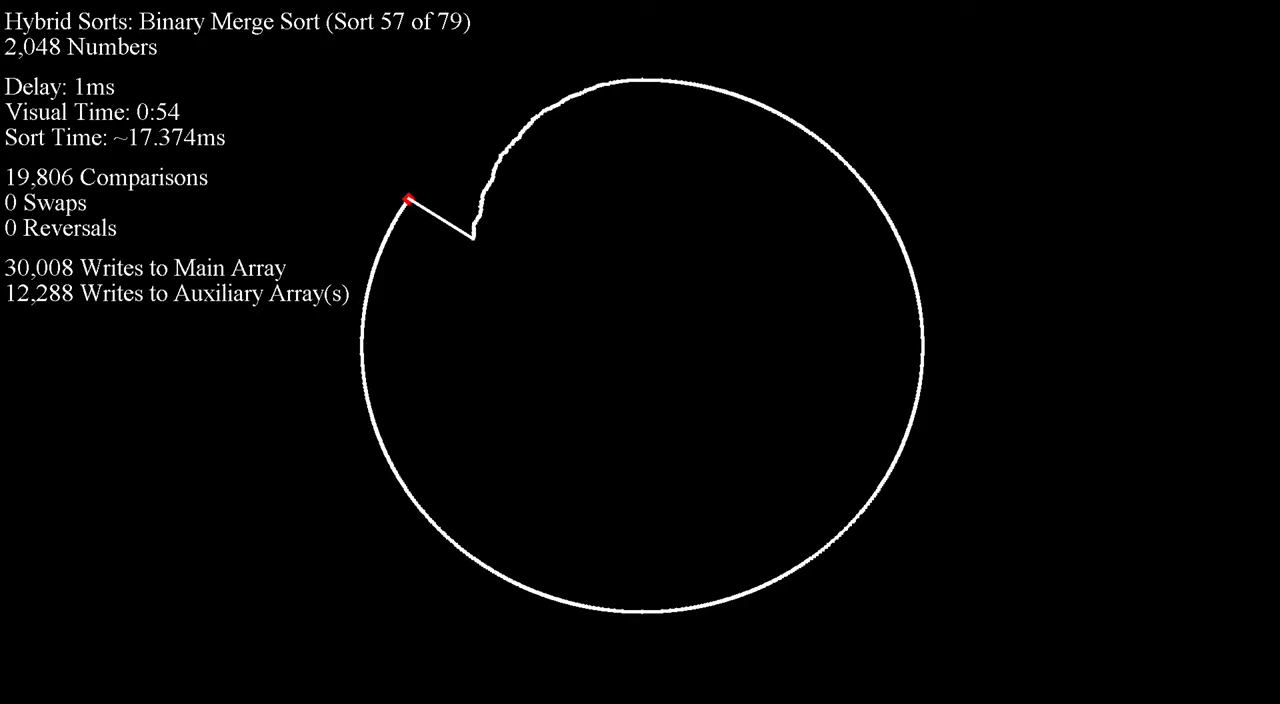 Hybrid Sorts: Binary Merge Sort (Sort 57 of 79)
2,048 Numbers
Delay: 1ms
Visual Time: 0:54
Sort Time: ~17.374ms
19,806 Comparisons
0 Swaps
0 Reversals
30,008 Writes to Main Array
12,288 Writes to Auxiliary Array(s)